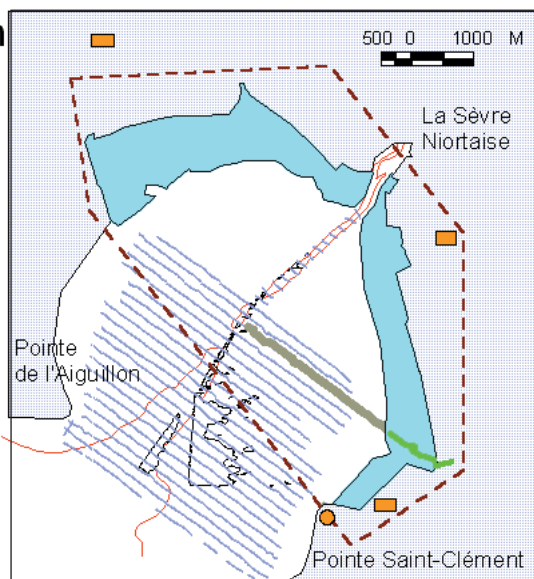 500 0 1000 M
La Sèvre
Niortaise
Pointe
de l'Aiguillon
Pointe Saint-Clément